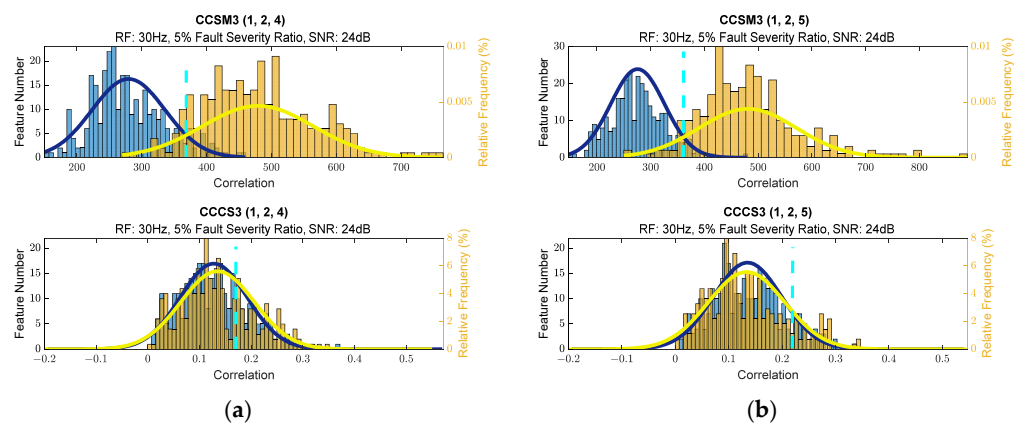 CCSM3 (1, 2, 4)
RF: 30Hz, 5% Fault Severity Ratio, SNR: 24dB
Feature Number
20
15
10
5
0
0.01
0.005
0
Relative Frequency (%)
200 300 400 500 600 700
Correlation
CCSM3 (1, 2, 5)
RF: 30Hz, 5% Fault Severity Ratio, SNR: 24dB
Feature Number
30
20
10
0
0.01
0.005
0
Relative Frequency (%)
200 300 400 500 600 700 800
Correlation
CCCS3 (1, 2, 4)
RF: 30Hz, 5% Fault Severity Ratio, SNR: 24dB
Feature Number
20
15
10
5
0
8
6
4
2
0
Relative Frequency (%)
−0.2 −0.1 0 0.1 0.2 0.3 0.4 0.5
Correlation
CCCS3 (1, 2, 5)
RF: 30Hz, 5% Fault Severity Ratio, SNR: 24dB
Feature Number
20
15
10
5
0
8
6
4
2
0
Relative Frequency (%)
−0.2 −0.1 0 0.1 0.2 0.3 0.4 0.5
Correlation
(a)
(b)